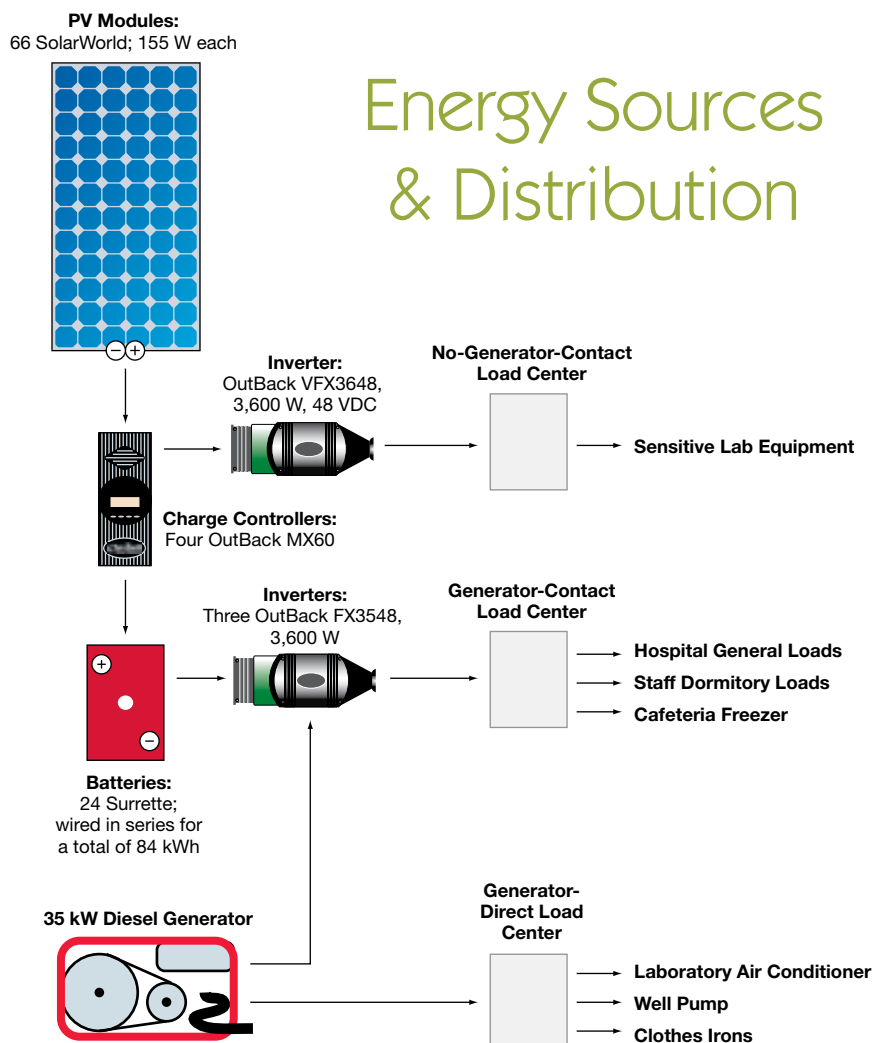 PV Modules:
66 SolarWorld; 155 W each
Energy Sources
& Distribution
Inverter:
OutBack VFX3648,
3,600 W, 48 VDC
No-Generator-Contact
Load Center
Sensitive Lab Equipment
Charge Controllers:
Four OutBack MX60
Inverters:
Three OutBack FX3548,
3,600 W
Generator-Contact
Load Center
Hospital General Loads
Staff Dormitory Loads
Cafeteria Freezer
Batteries:
24 Surrette;
wired in series for
a total of 84 kWh
35 kW Diesel Generator
Generator-
Direct Load
Center
Laboratory Air Conditioner
Well Pump
Clothes Irons